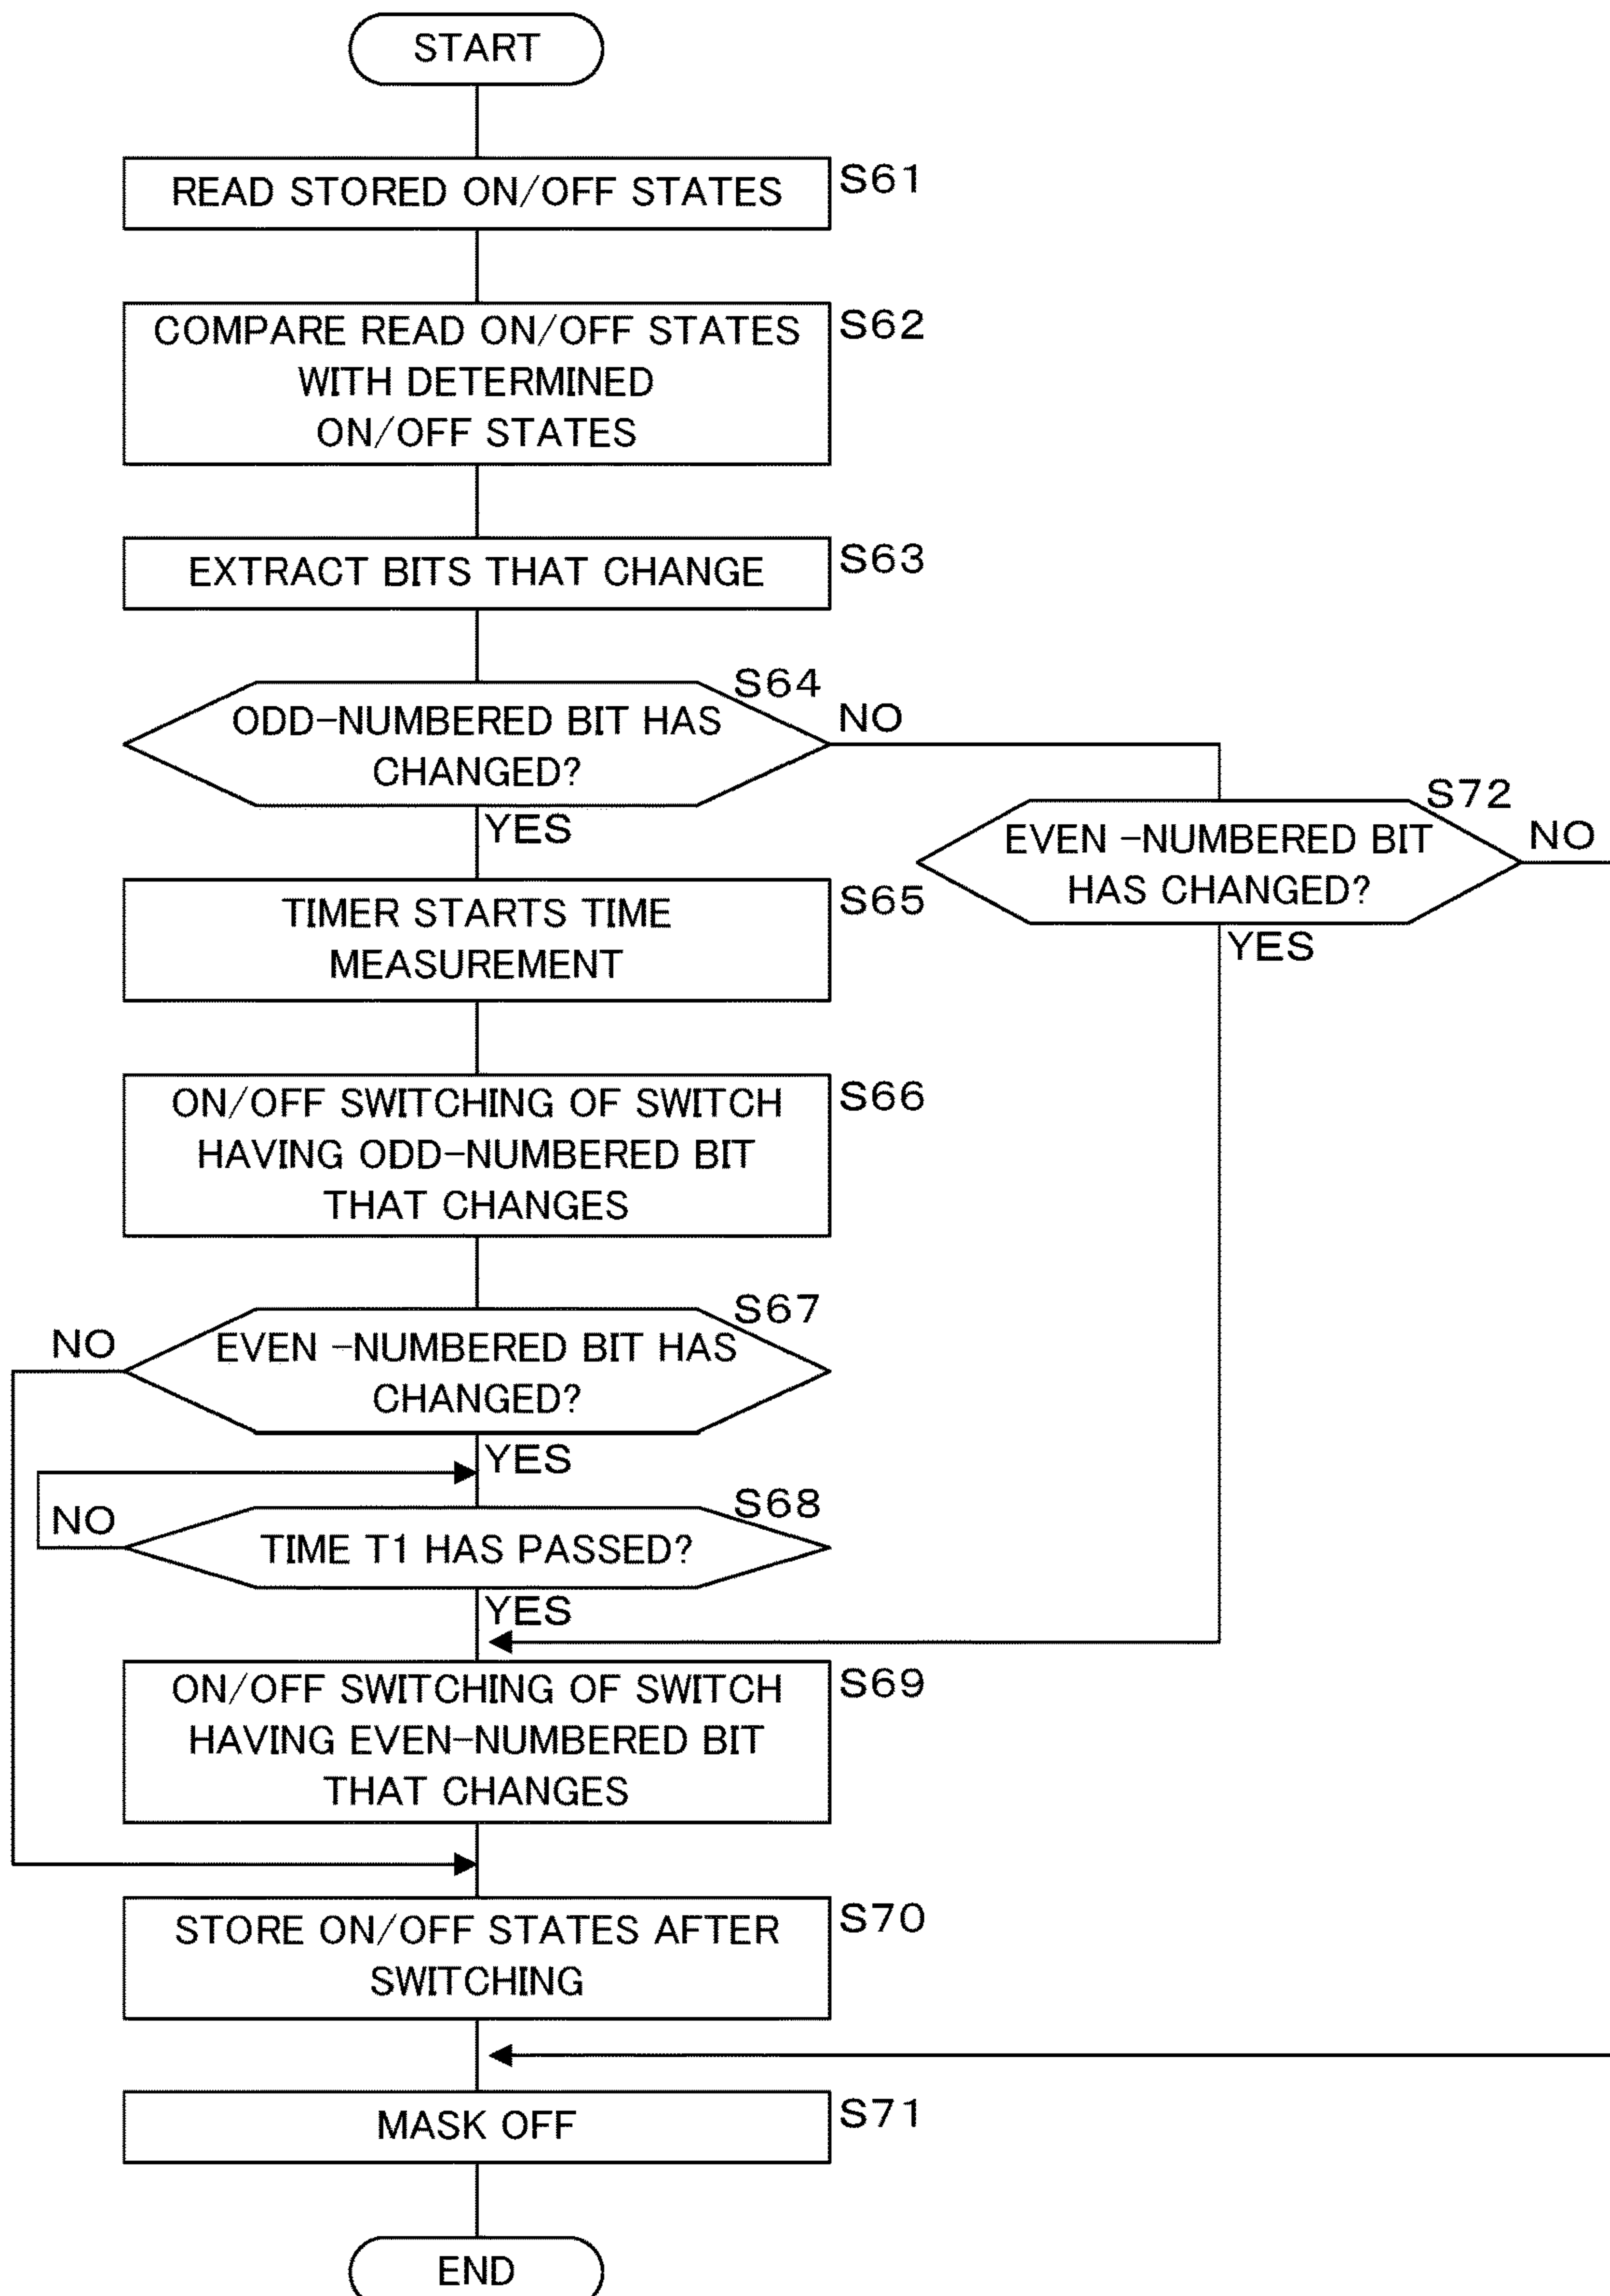 START
READ STORED ON/OFF STATES
S61
COMPARE READ ON/OFF STATES
WITH DETERMINED
ON/OFF STATES
S62
EXTRACT BITS THAT CHANGE
S63
S64
ODD-NUMBERED BIT HAS
CHANGED?
NO
YES
S72
EVEN -NUMBERED BIT
HAS CHANGED?
NO
YES
TIMER STARTS TIME
MEASUREMENT
S65
ON/OFF SWITCHING OF SWITCH
HAVING ODD-NUMBERED BIT
THAT CHANGES
S66
S67
NO
EVEN -NUMBERED BIT HAS
CHANGED?
YES
S68
NO
TIME T1 HAS PASSED?
YES
ON/OFF SWITCHING OF SWITCH
HAVING EVEN-NUMBERED BIT
THAT CHANGES
S69
STORE ON/OFF STATES AFTER
SWITCHING
S70
MASK OFF
S71
END